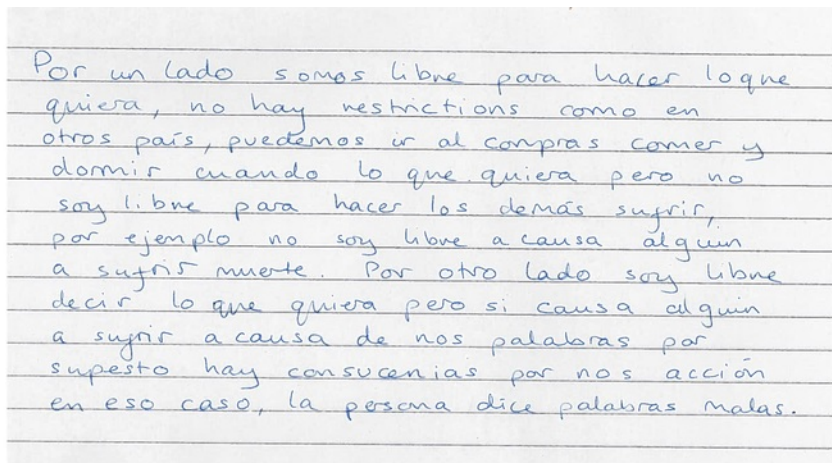 Por un lado somos libre para hacer loque
quiera, no hay restrictions como en
otros país, puedemos ir al compras comer y
dormir cuando lo que quiera pero no
soy libre para hacer los demás sufrir,
por ejemplo no soy libre a causa alguin
a sufrir muerte. Por otro lado soy libre
decir lo que quiera pero si causa alguin
a sufrir a causa de nos palabras por
supesto hay consucenias por nos acción
en eso caso, la persona dice palabras malas.